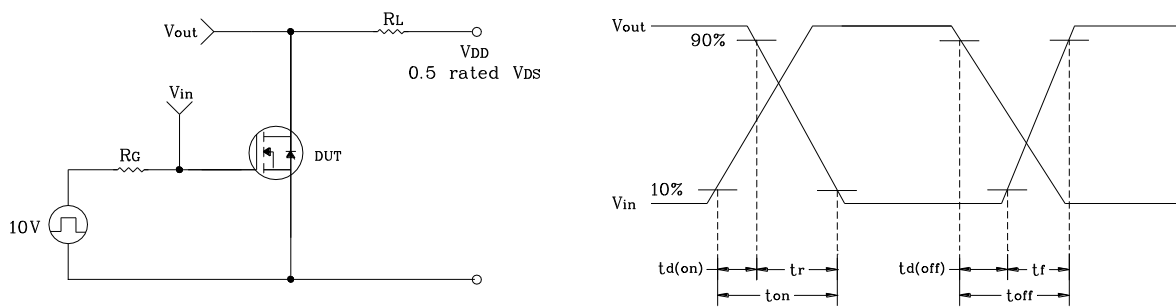 Vout
RL
VDD
0.5 rated VDS
Vin
RG
DUT
10V
Vout
90%
10%
Vin
td(on)
tr
td(off)
tf
ton
toff